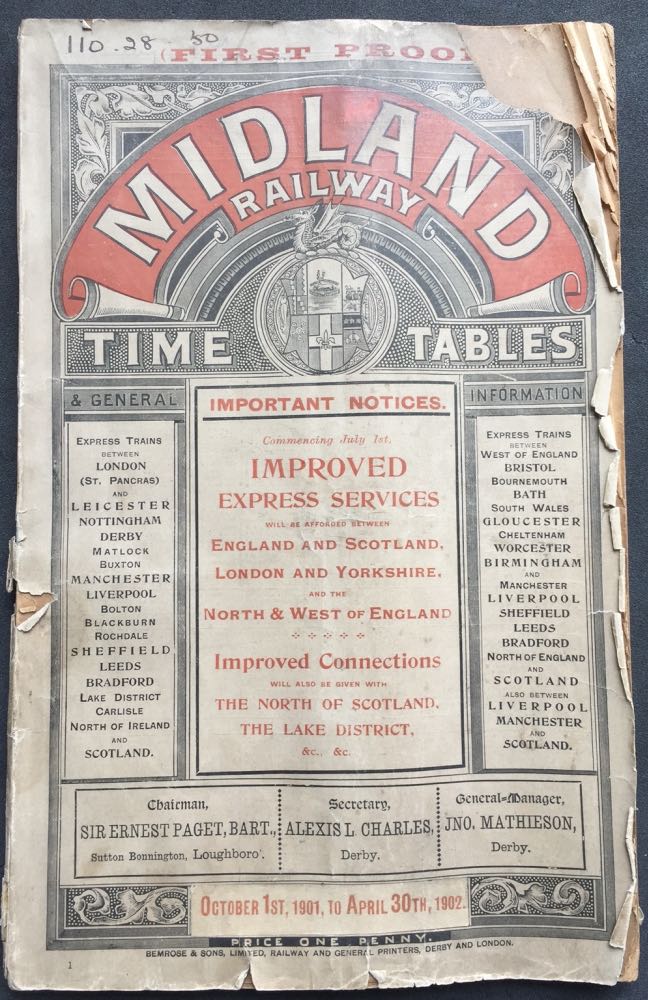 110-28 50
(FIRST PROOF
MIDLAND
RAILWAY
TIME TABLES
& GENERAL INFORMATION
EXPRESS TRAINS
BETWEEN
LONDON
(ST. PANCRAS)
AND
LEICESTER
NOTTINGHAM
DERBY
MATLOCK
BUXTON
MANCHESTER
LIVERPOOL
BOLTON
BLACKBURN
ROCHDALE
SHEFFIELD
LEEDS
BRADFORD
LAKE DISTRICT
CARLISLE
NORTH OF IRELAND
AND
SCOTLAND.
IMPORTANT NOTICES.
Commencing July 1st,
IMPROVED
EXPRESS SERVICES
WILL BE AFFORDED BETWEEN
ENGLAND AND SCOTLAND,
LONDON AND YORKSHIRE,
AND THE
NORTH & WEST OF ENGLAND
Improved Connections
WILL ALSO BE GIVEN WITH
THE NORTH OF SCOTLAND,
THE LAKE DISTRICT,
&c., &c.
EXPRESS TRAINS
BETWEEN
WEST OF ENGLAND
BRISTOL
BOURNEMOUTH
BATH
SOUTH WALES
GLOUCESTER
CHELTENHAM
WORCESTER
BIRMINGHAM
AND
MANCHESTER
LIVERPOOL
SHEFFIELD
LEEDS
BRADFORD
NORTH OF ENGLAND
AND
SCOTLAND
ALSO BETWEEN
LIVERPOOL
MANCHESTER
AND
SCOTLAND.
Chairman,
SIR ERNEST PAGET, BART.,
Sutton Bonnington, Loughboro'.
Secretary,
ALEXIS L. CHARLES,
Derby.
General-Manager,
JNO. MATHIESON,
Derby.
OCTOBER 1ST, 1901, TO APRIL 30TH, 1902.
PRICE ONE PENNY.
BEMROSE & SONS, LIMITED, RAILWAY AND GENERAL PRINTERS, DERBY AND LONDON.
1